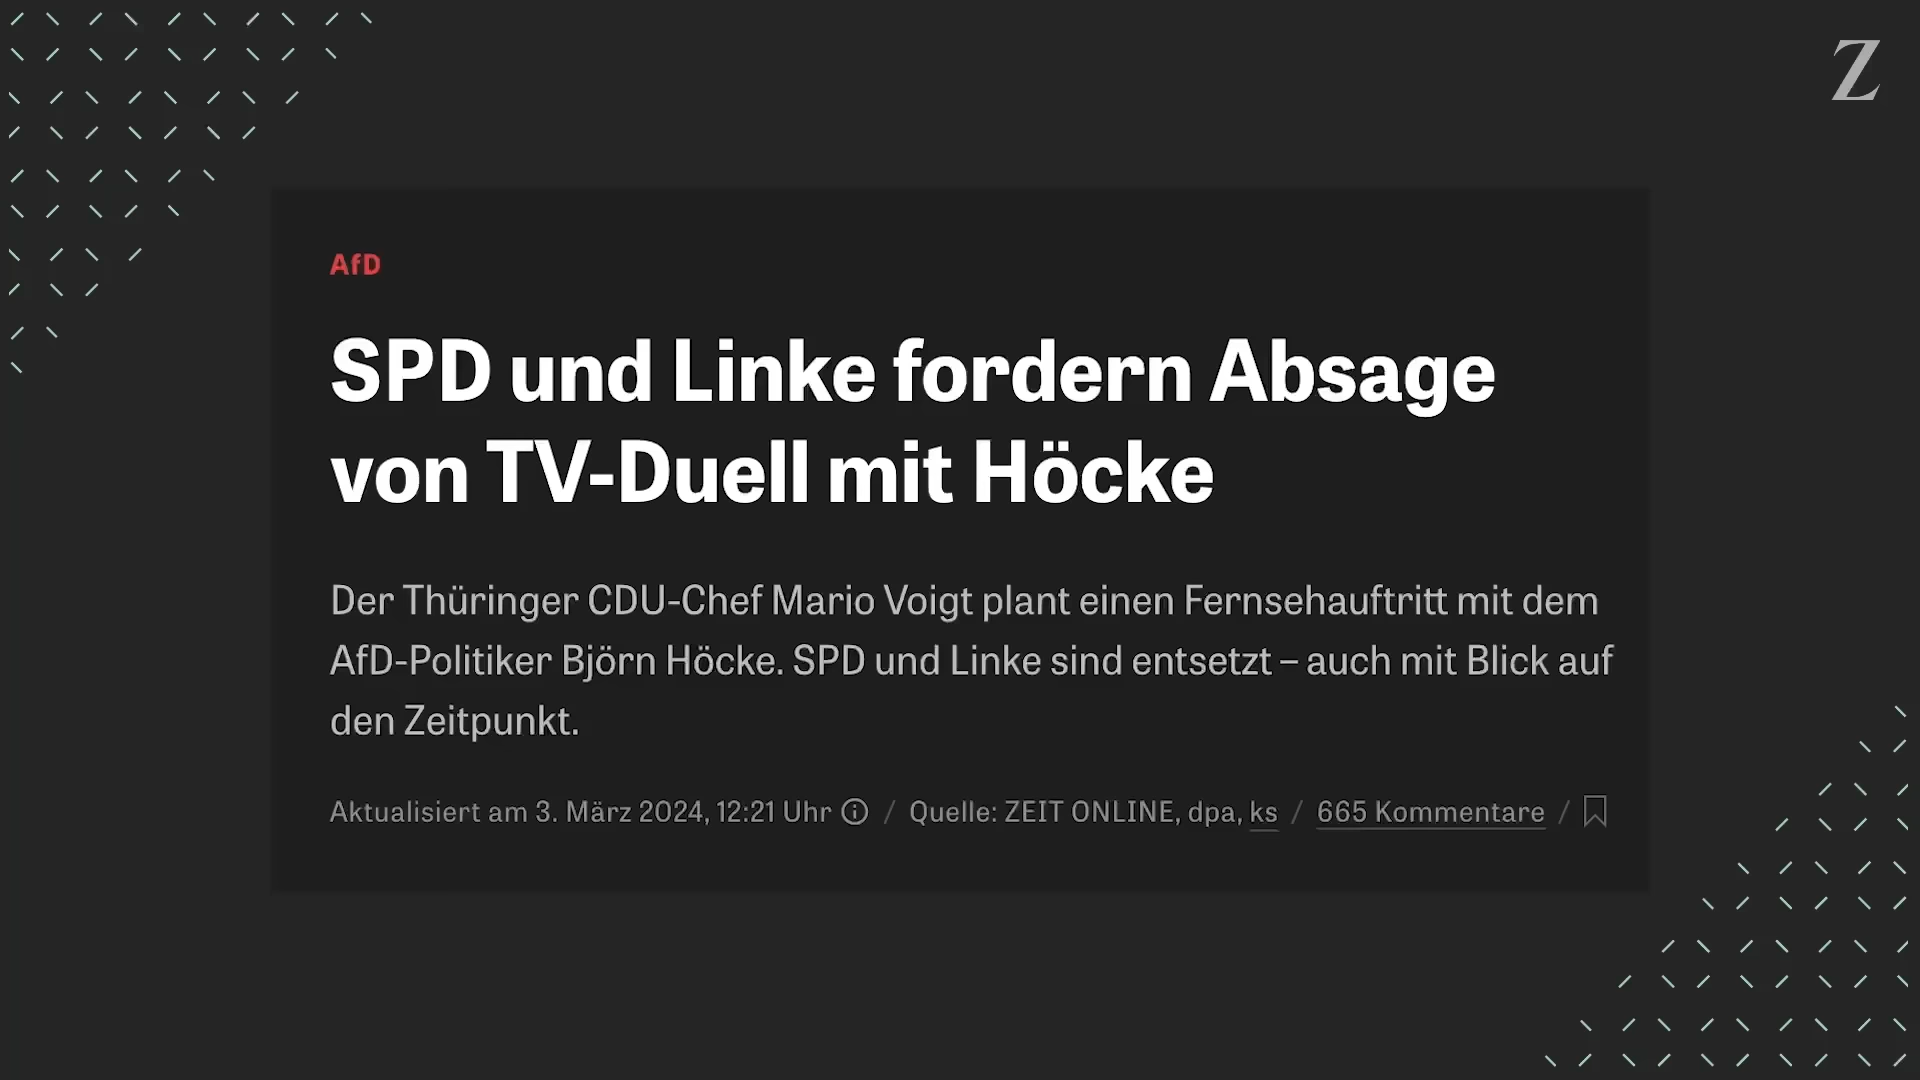 Z
AfD
SPD und Linke fordern Absage
von TV-Duell mit Höcke
Der Thüringer CDU-Chef Mario Voigt plant einen Fernsehauftritt mit dem
AfD-Politiker Björn Höcke. SPD und Linke sind entsetzt – auch mit Blick auf
den Zeitpunkt.
Aktualisiert am 3. März 2024, 12:21 Uhr / Quelle: ZEIT ONLINE, dpa, ks / 665 Kommentare /